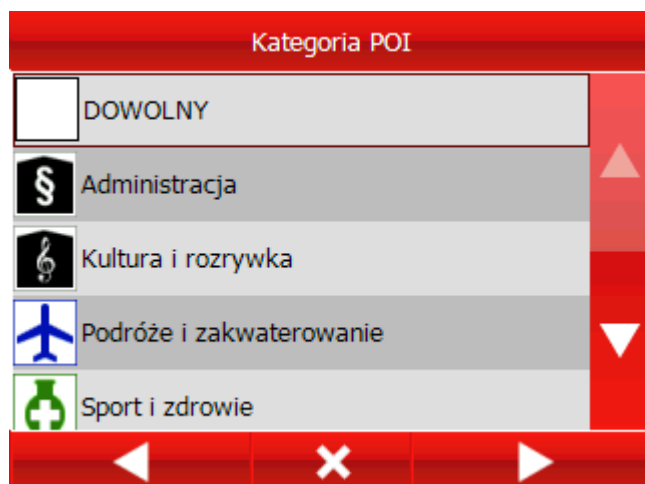 Kategoria POI
DOWOLNY
§ Administracja
Kultura i rozrywka
Podróże i zakwaterowanie
Sport i zdrowie